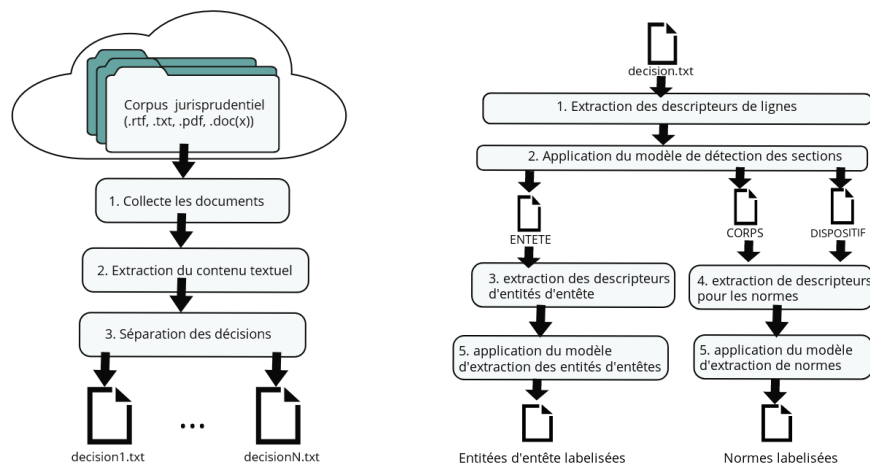 Corpus jurisprudentiel
(.rtf, .txt, .pdf, .doc(x))
1. Collecte les documents
2. Extraction du contenu textuel
3. Séparation des décisions
...
decision1.txt
decisionN.txt
decision.txt
1. Extraction des descripteurs de lignes
2. Application du modèle de détection des sections
ENTETE
CORPS
DISPOSITIF
3. extraction des descripteurs
d'entités d'entête
4. extraction de descripteurs
pour les normes
5. application du modèle
d'extraction des entités d'entêtes
5. application du modèle
d'extraction de normes
Entitées d'entête labelisées
Normes labelisées